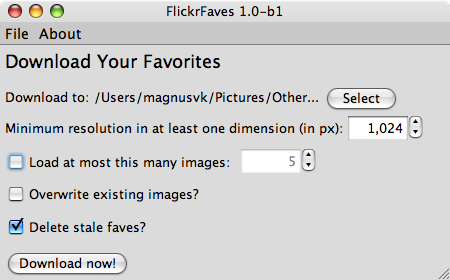 FlickrFaves 1.0-b1
File About
Download Your Favorites
Download to: /Users/magnusvk/Pictures/Other... Select
Minimum resolution in at least one dimension (in px): 1,024
Load at most this many images: 5
Overwrite existing images?
Delete stale faves?
Download now!